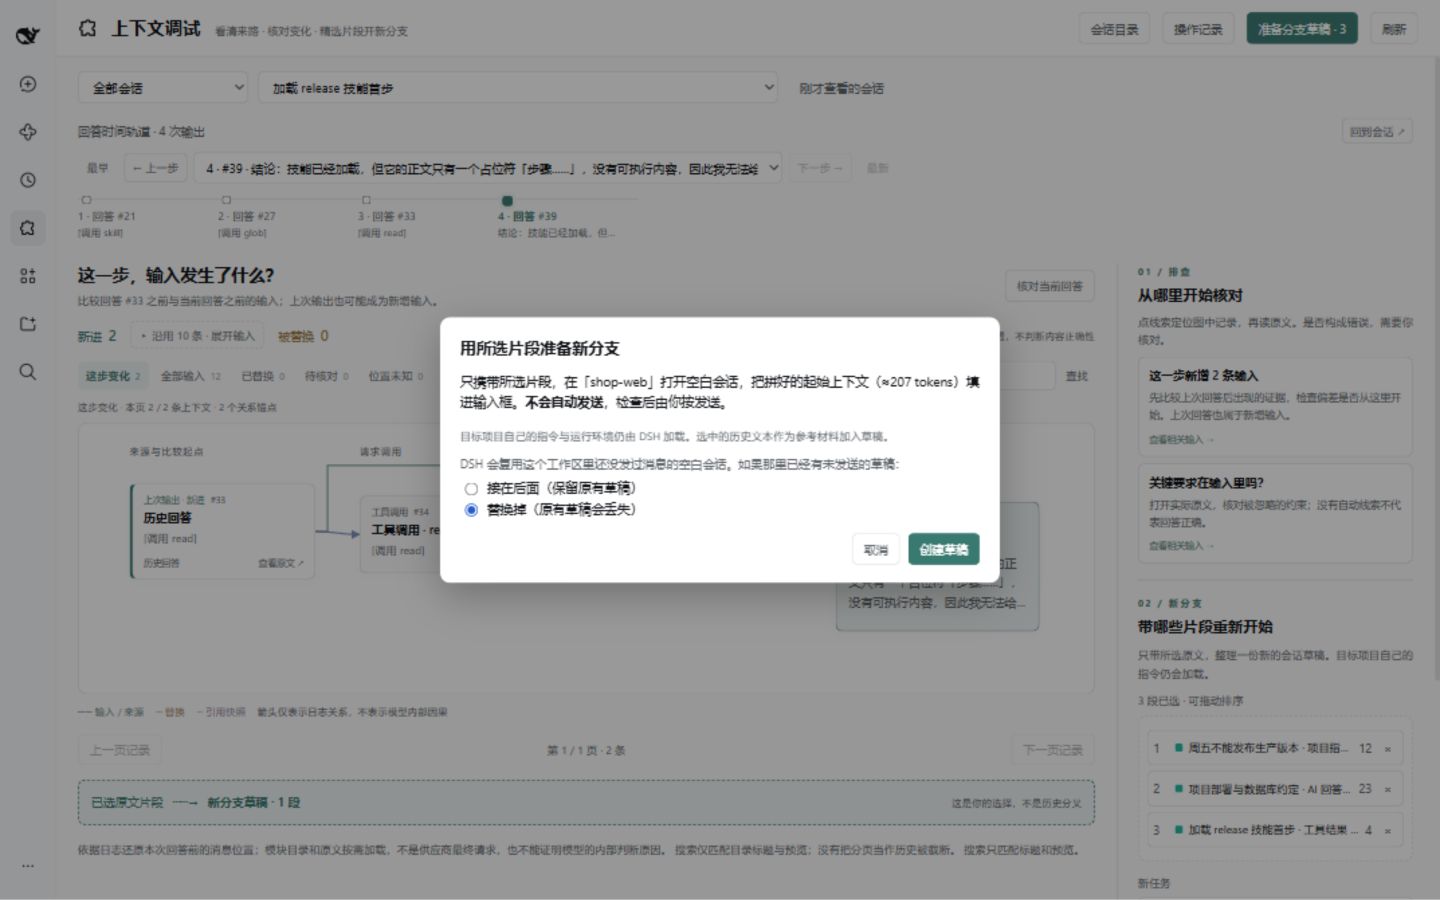 上下文调试
看清来路 · 核对变化 · 精选片段开新分支
会话目录
操作记录
准备分支草稿 · 3
刷新
全部会话
加载 release 技能首步
刚才查看的会话
回答时间轨道 · 4 次输出
回到会话 ↗
最早
← 上一步
4 · #39 · 结论：技能已经加载，但它的正文只有一个占位符「步骤……」，没有可执行内容，因此我无法给
下一步 →
最新
1 · 回答 #21
[调用 skill]
2 · 回答 #27
[调用 glob]
3 · 回答 #33
[调用 read]
4 · 回答 #39
结论：技能已经加载，但...
这一步，输入发生了什么？
比较回答 #33 之前与当前回答之前的输入；上次输出也可能成为新增输入。
核对当前回答
新进 2
沿用 10 条 · 展开输入
被替换 0
不判断内容正确性
这步变化 2
全部输入 12
已替换 0
待核对 0
位置未知 0
查找
这步变化 · 本页 2 / 2 条上下文 · 2 个关系锚点
来源与比较起点
请求调用
上次输出 · 新进 #33
历史回答
[调用 read]
历史回答
查看原文 ↗
工具调用 #34
工具调用 · re
[调用 read]
没有可执行内容，因此我无法给...
用所选片段准备新分支
只携带所选片段，在「shop-web」打开空白会话，把拼好的起始上下文（≈207 tokens）填
进输入框。不会自动发送，检查后由你按发送。
目标项目自己的指令与运行环境仍由 DSH 加载。选中的历史文本作为参考材料加入草稿。
DSH 会复用这个工作区里还没发过消息的空白会话。如果那里已经有未发送的草稿：
接在后面（保留原有草稿）
替换掉（原有草稿会丢失）
取消
创建草稿
输入 / 来源
替换
引用快照
箭头仅表示日志关系，不表示模型内部因果
上一页记录
第 1 / 1 页 · 2 条
下一页记录
已选原文片段 → 新分支草稿 · 1 段
这是你的选择，不是历史分叉
依据日志还原本次回答前的消息位置；模块目录和原文按需加载，不是供应商最终请求，也不能证明模型的内部判断原因。 搜索仅匹配目录标题与预览；没有把分页当作历史被截断。 搜索只匹配标题和预览。
01 / 排查
从哪里开始核对
点线索定位图中记录，再读原文。是否构成错误，需要你
核对。
这一步新增 2 条输入
先比较上次回答后出现的证据，检查偏差是否从这里开
始。上次回答也属于新增输入。
查看相关输入 →
关键要求在输入里吗？
打开实际原文，核对被忽略的约束；没有自动线索不代
表回答正确。
查看相关输入 →
02 / 新分支
带哪些片段重新开始
只带所选原文，整理一份新的会话草稿。目标项目自己的
指令仍会加载。
3 段已选 · 可拖动排序
1 周五不能发布生产版本 · 项目指... 12 ×
2 项目部署与数据库约定 · AI 回答... 23 ×
3 加载 release 技能首步 · 工具结果 ... 4 ×
新任务
...